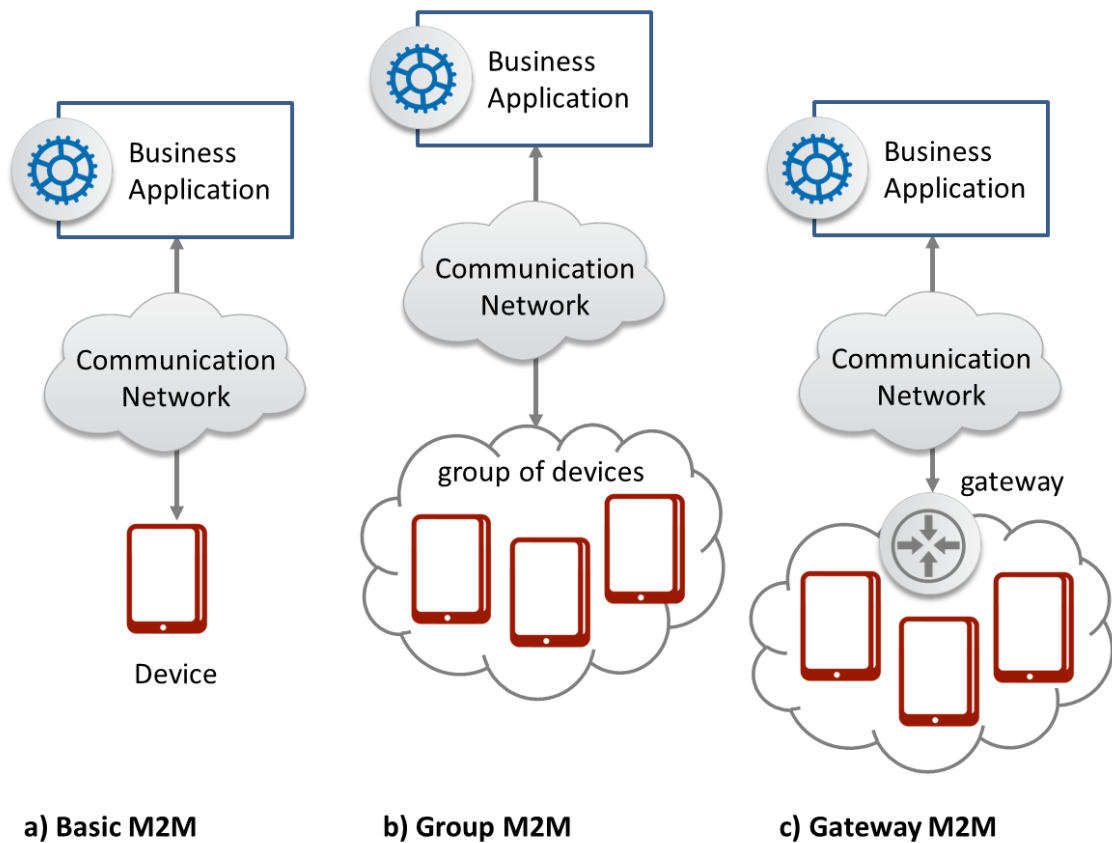 Business
Application
Communication
Network
Device
a) Basic M2M
Business
Application
Communication
Network
group of devices
b) Group M2M
Business
Application
Communication
Network
gateway
c) Gateway M2M